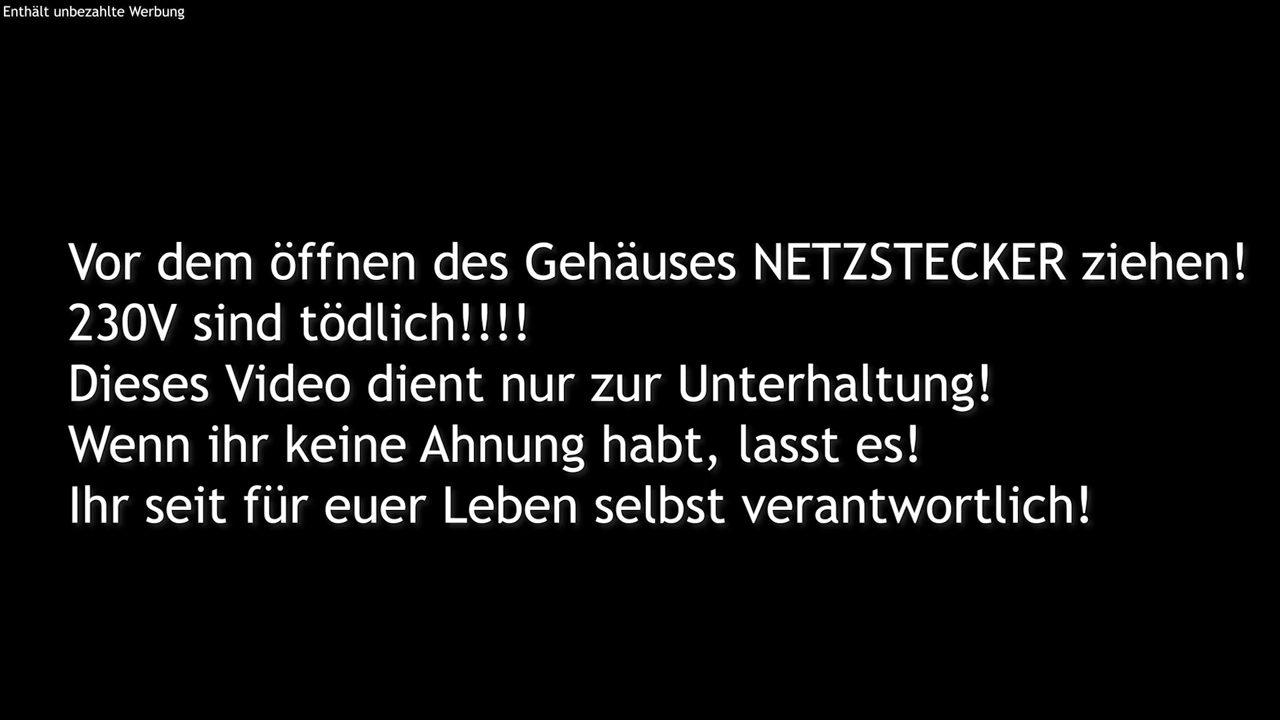 Enthält unbezahlte Werbung
Vor dem öffnen des Gehäuses NETZSTECKER ziehen!
230V sind tödlich!!!!
Dieses Video dient nur zur Unterhaltung!
Wenn ihr keine Ahnung habt, lasst es!
Ihr seit für euer Leben selbst verantwortlich!